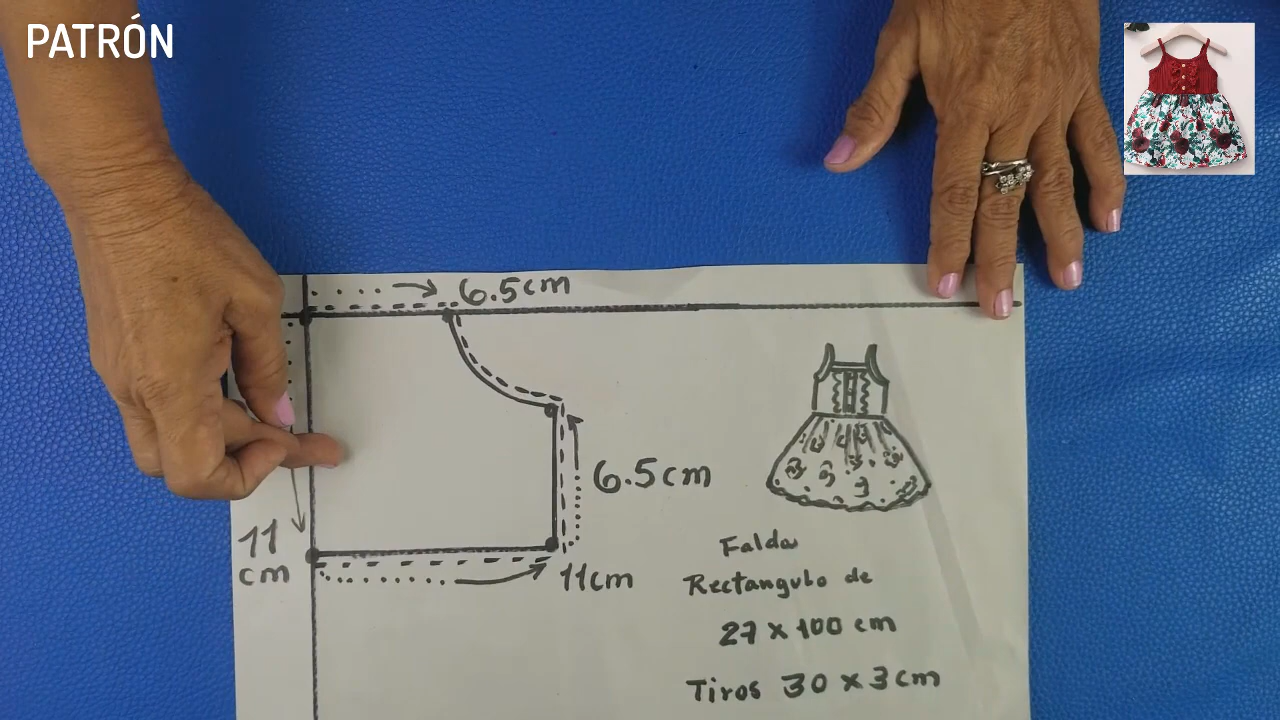 PATRÓN
6.5cm
6.5cm
11
cm
11cm
Falda
Rectangulo de
27 x 100 cm
Tiros 30 x 3cm